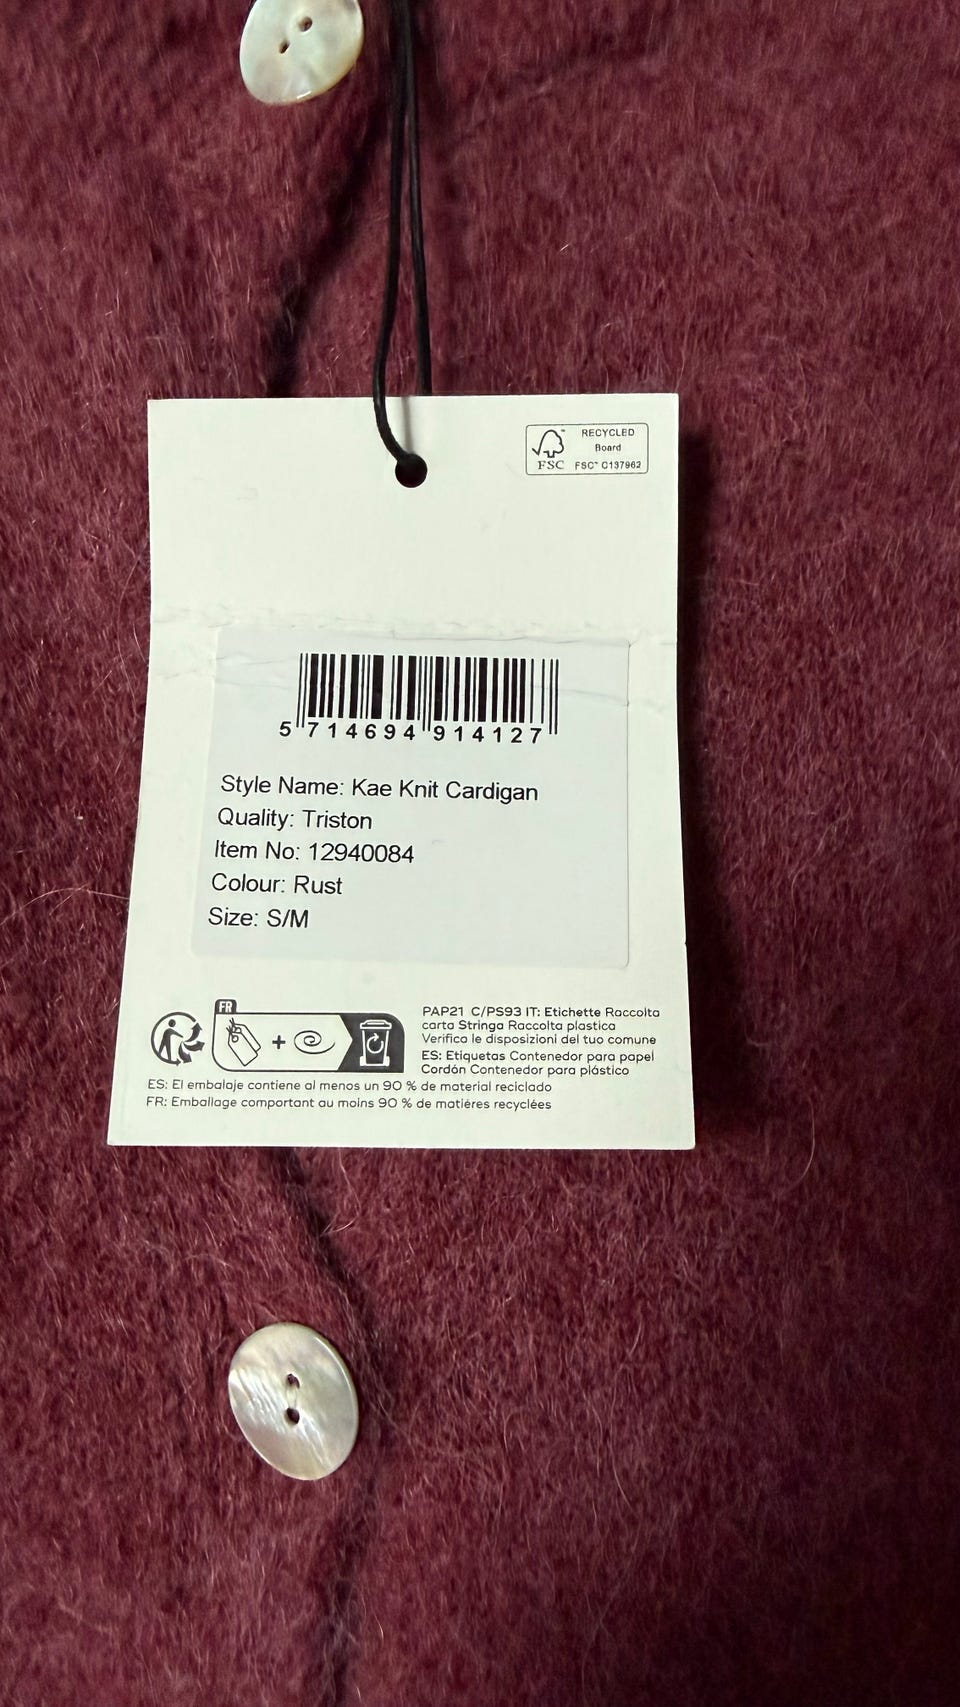 RECYCLED
Board
FSC™ C137962
FSC™
5 714694 914127
Style Name: Kae Knit Cardigan
Quality: Triston
Item No: 12940084
Colour: Rust
Size: S/M
FR
PAP21 C/PS93 IT: Etichette Raccolta
carta Stringa Raccolta plastica
Verifica le disposizioni del tuo comune
ES: Etiquetas Contenedor para papel
Cordón Contenedor para plástico
ES: El embalaje contiene al menos un 90 % de material reciclado
FR: Emballage comportant au moins 90 % de matières recyclées